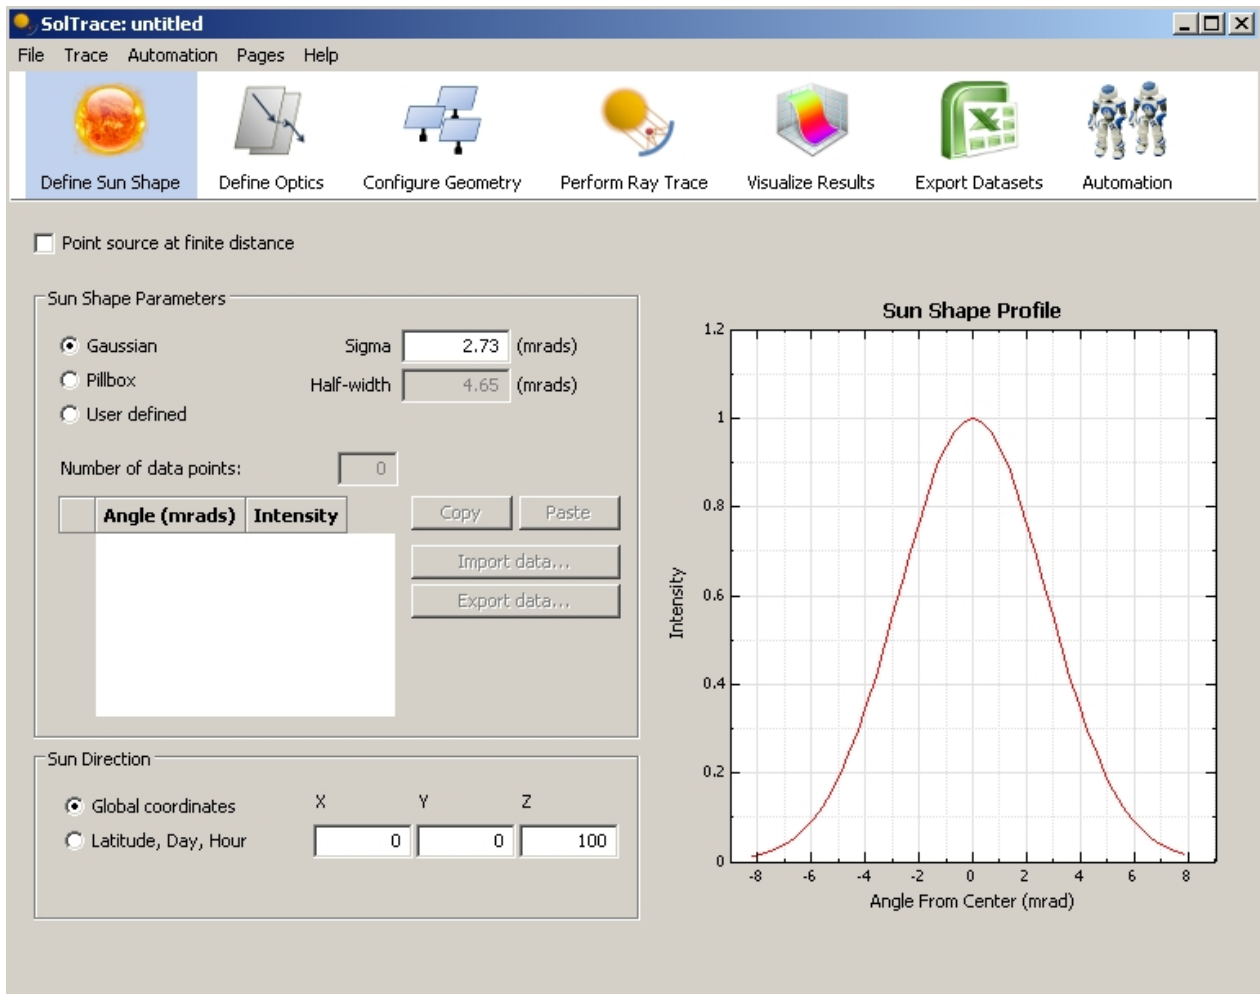 SolTrace: untitled
File Trace Automation Pages Help
Define Sun Shape Define Optics Configure Geometry Perform Ray Trace Visualize Results Export Datasets Automation
Point source at finite distance
Sun Shape Parameters
Gaussian Sigma 2.73 (mrads)
Pillbox Half-width 4.65 (mrads)
User defined
Number of data points: 0
Angle (mrads) Intensity
Copy Paste
Import data...
Export data...
Sun Direction
Global coordinates X Y Z
Latitude, Day, Hour 0 0 100
Sun Shape Profile
1.2
1
0.8
0.6
0.4
0.2
0
Intensity
-8 -6 -4 -2 0 2 4 6 8
Angle From Center (mrad)